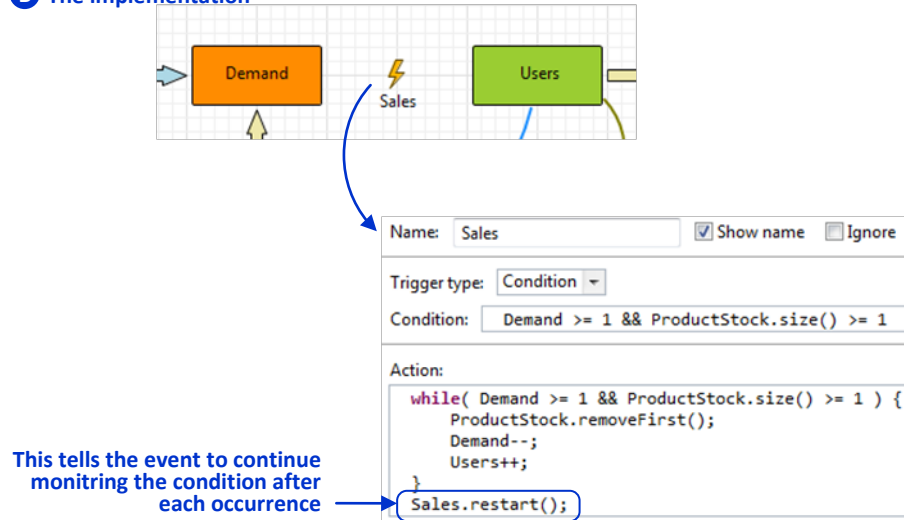 B The implementation
Demand
Sales
Users
Name: Sales Show name Ignore
Trigger type: Condition
Condition: Demand >= 1 && ProductStock.size() >= 1
Action:
while( Demand >= 1 && ProductStock.size() >= 1 ) {
ProductStock.removeFirst();
Demand--;
Users++;
}
Sales.restart();
This tells the event to continue
monitring the condition after
each occurrence